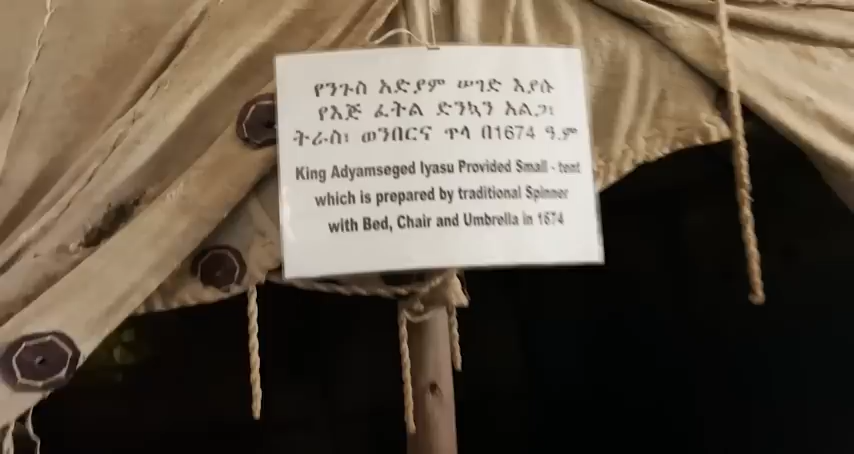 የንጉስ አድያም ሠገድ እያሱ
የእጅ ፈትል ድንኳን አልጋ፣
ትራስ፣ ወንበርና ጥላ በ1674 ዓ.ም
King Adyamseged Iyasu Provided Small - tent
which is prepared by traditional Spinner
with Bed, Chair and Umbrella in 1674